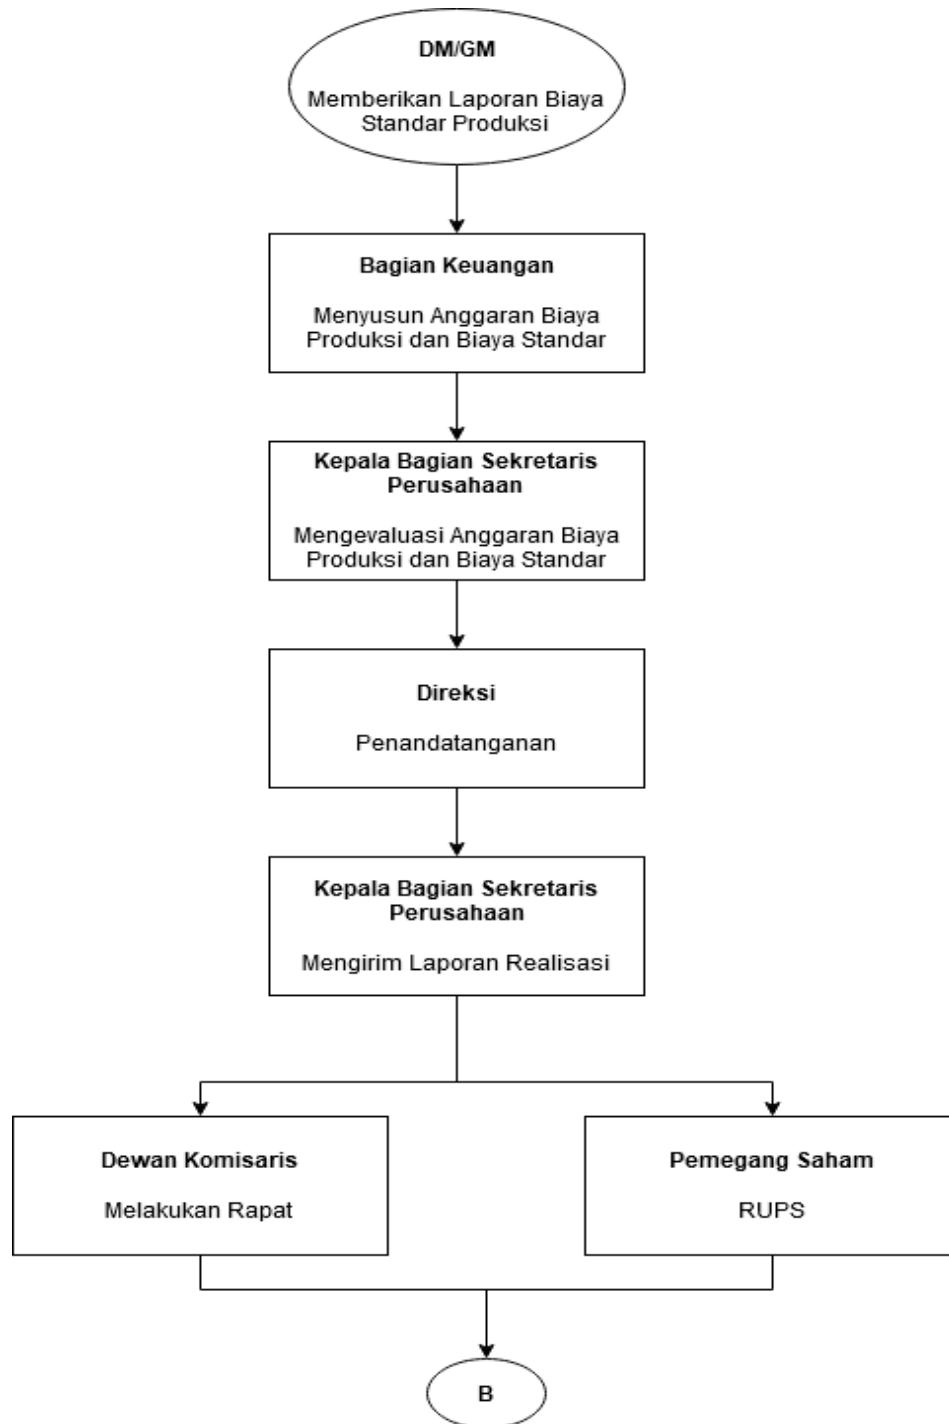 DM/GM
Memberikan Laporan Biaya
Standar Produksi
Bagian Keuangan
Menyusun Anggaran Biaya
Produksi dan Biaya Standar
Kepala Bagian Sekretaris
Perusahaan
Mengevaluasi Anggaran Biaya
Produksi dan Biaya Standar
Direksi
Penandatanganan
Kepala Bagian Sekretaris
Perusahaan
Mengirim Laporan Realisasi
Dewan Komisaris
Melakukan Rapat
Pemegang Saham
RUPS
B